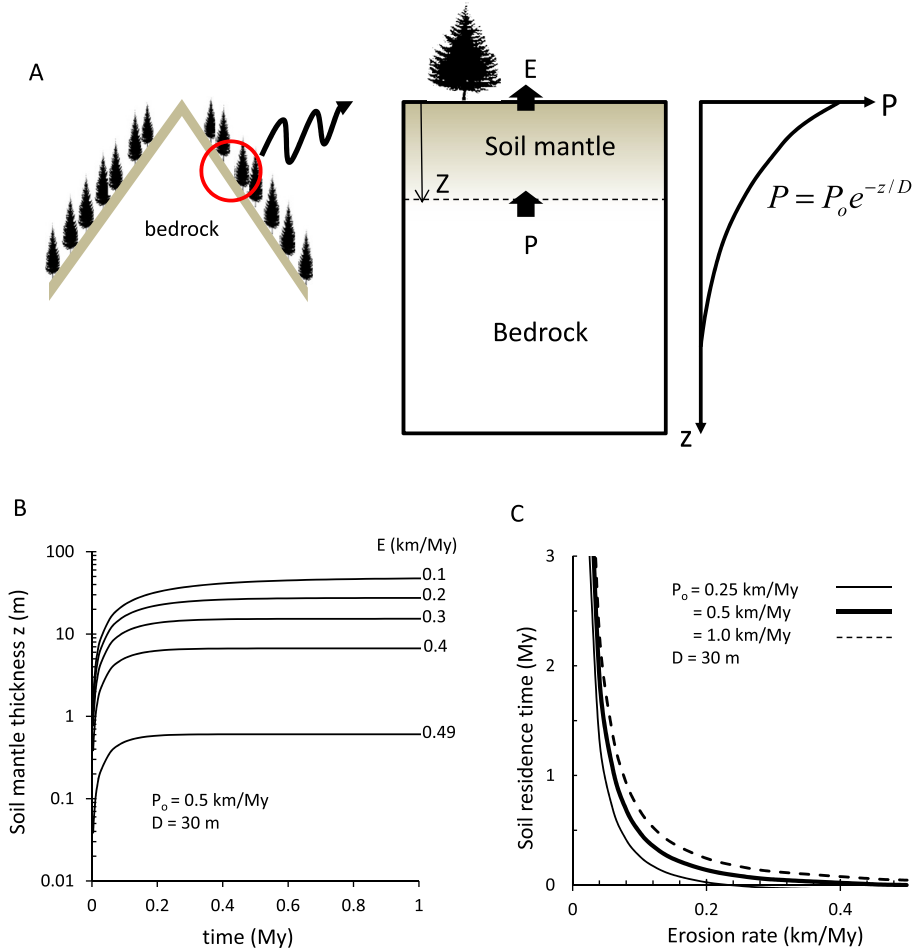 A
bedrock
E
Soil mantle
Z
P
Bedrock
P
P = P_o e^{-z/D}
z
B
E (km/My)
100
10
1
0.1
0.01
Soil mantle thickness z (m)
0.1
0.2
0.3
0.4
0.49
P_o = 0.5 km/My
D = 30 m
0
0.2
0.4
0.6
0.8
1
time (My)
C
3
2
1
0
Soil residence time (My)
P_o = 0.25 km/My
= 0.5 km/My
= 1.0 km/My
D = 30 m
0
0.2
0.4
Erosion rate (km/My)